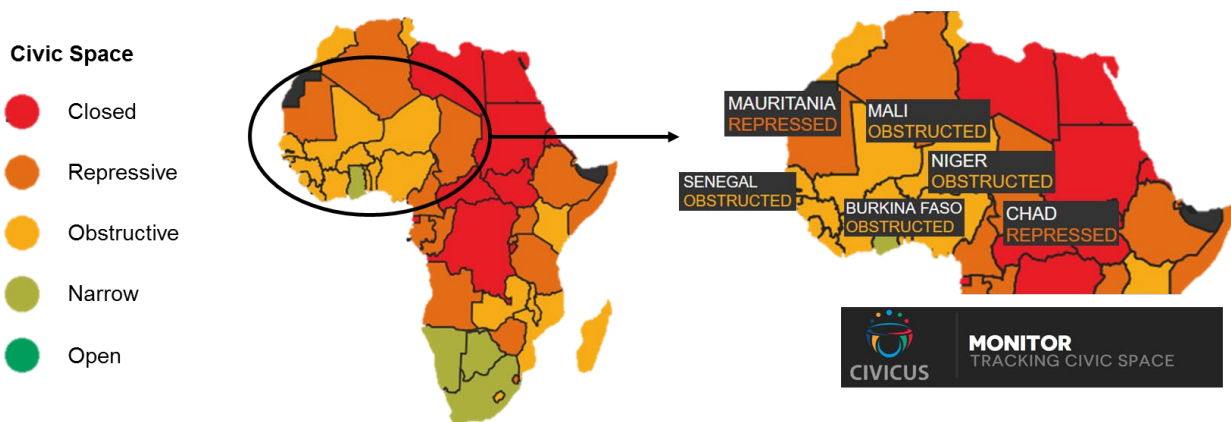 Civic Space
Closed
Repressive
Obstructive
Narrow
Open
MAURITANIA
REPRESSED
MALI
OBSTRUCTED
NIGER
OBSTRUCTED
SENEGAL
OBSTRUCTED
BURKINA FASO
OBSTRUCTED
CHAD
REPRESSED
CIVICUS
MONITOR
TRACKING CIVIC SPACE